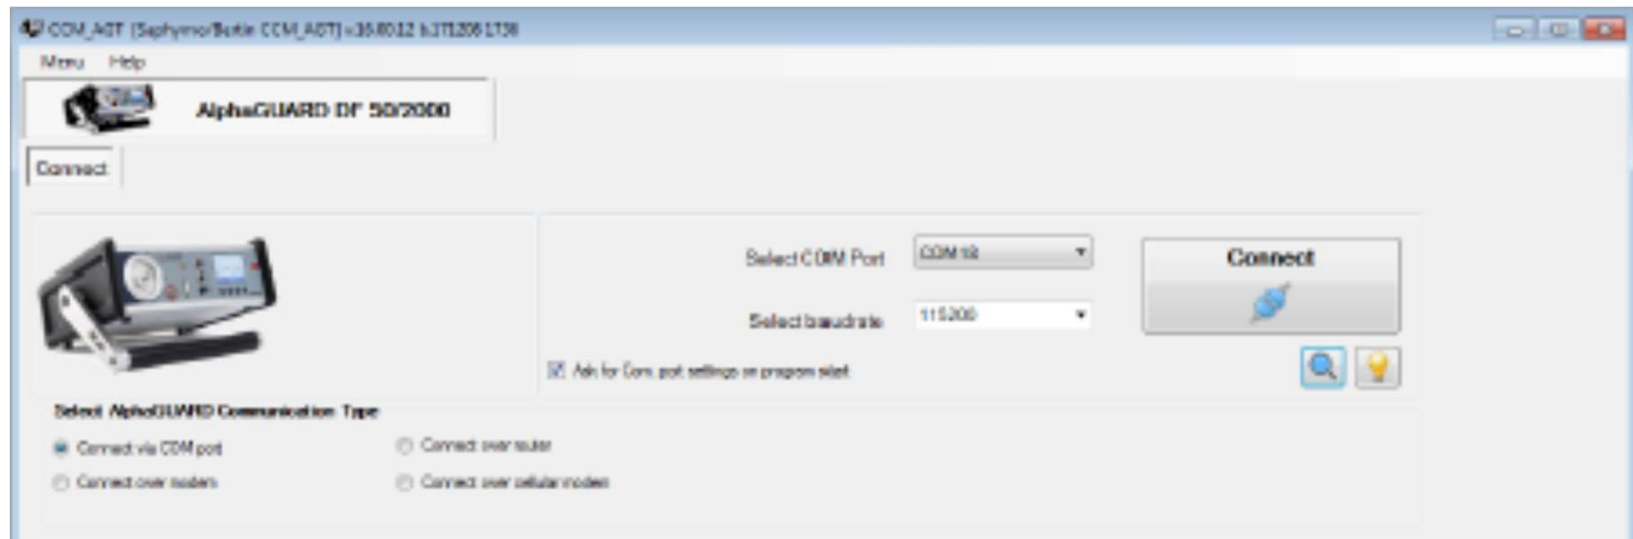 Menu Help
AlphaGUARD DF 50/2000
Connect
Select COM Port
Connect
Select baudrate 115200
Ask for Com. port settings on program start
Select AlphaGUARD Communication Type
Connect via COM port Connect over router
Connect over modem Connect over cellular modem